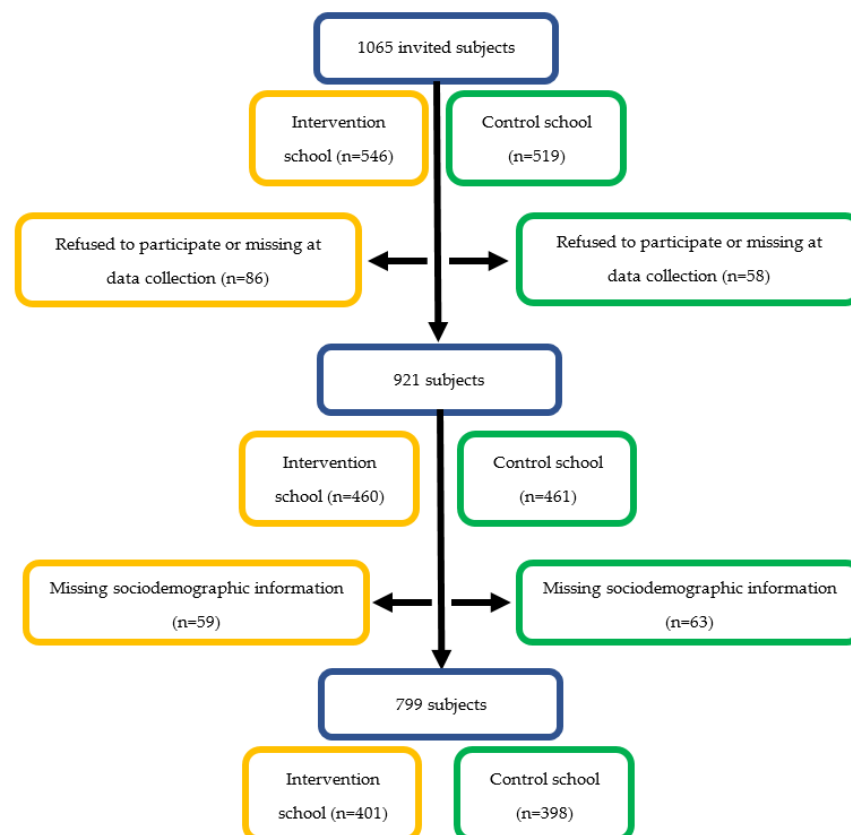 1065 invited subjects
Intervention
school (n=546)
Control school
(n=519)
Refused to participate or missing at
data collection (n=86)
Refused to participate or missing at
data collection (n=58)
921 subjects
Intervention
school (n=460)
Control school
(n=461)
Missing sociodemographic information
(n=59)
Missing sociodemographic information
(n=63)
799 subjects
Intervention
school (n=401)
Control school
(n=398)